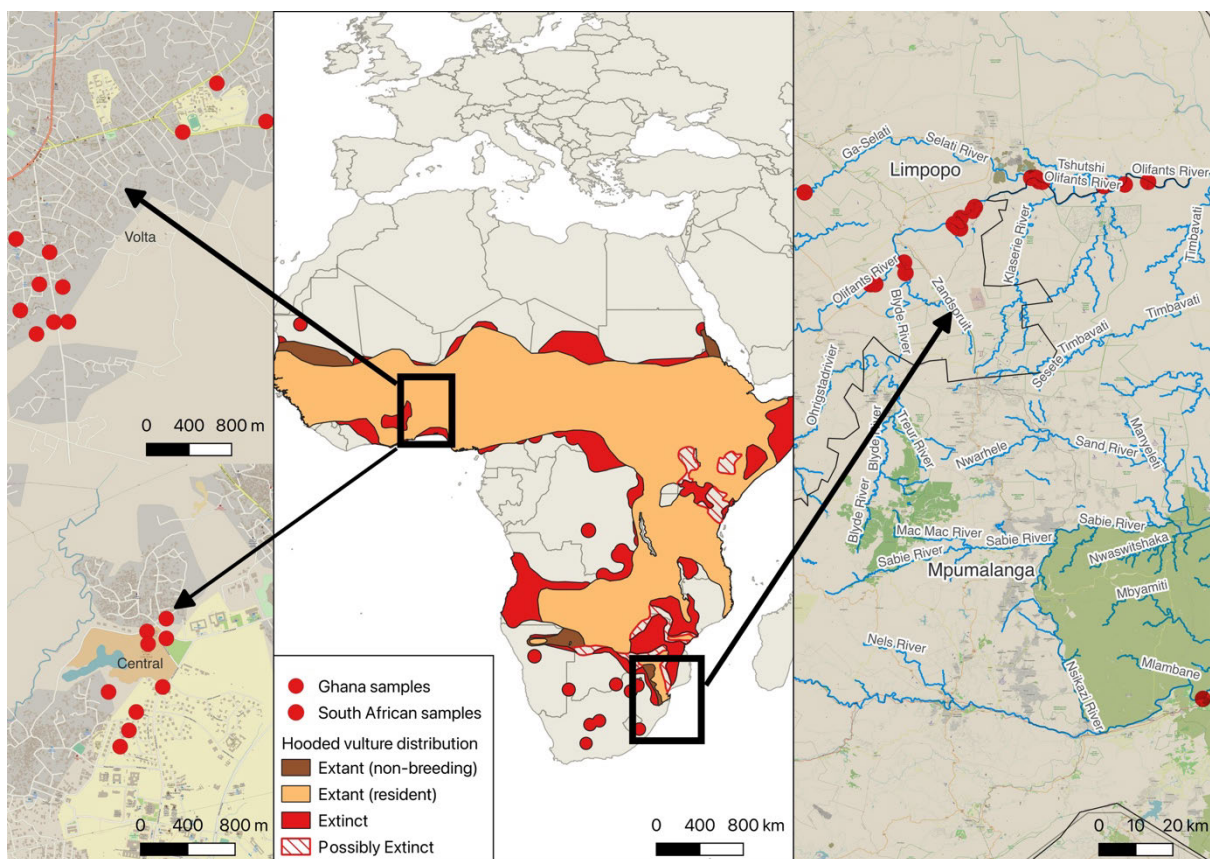 Volta
0 400 800 m
Central
0 400 800 m
Ghana samples
South African samples
Hooded vulture distribution
Extant (non-breeding)
Extant (resident)
Extinct
Possibly Extinct
0 400 800 km
Ga-Selati
Selati River
Limpopo
Tshutshi
Olifants River
Olifants River
Klaserie River
Timbavati
Olifants River
Blyde River
Zandspruit
Timbavati
Sesete
Timbavati
Ohrigstadrivier
Blyde River
Treur River
Nwarhele
Sand River
Manyeleti
Blyde River
Mac Mac River
Sabie River
Sabie River
Sabie River
Nwaswitshaka
Mpumalanga
Mbyamiti
Nels River
Nsikazi River
Mlambane
0 10 20 km